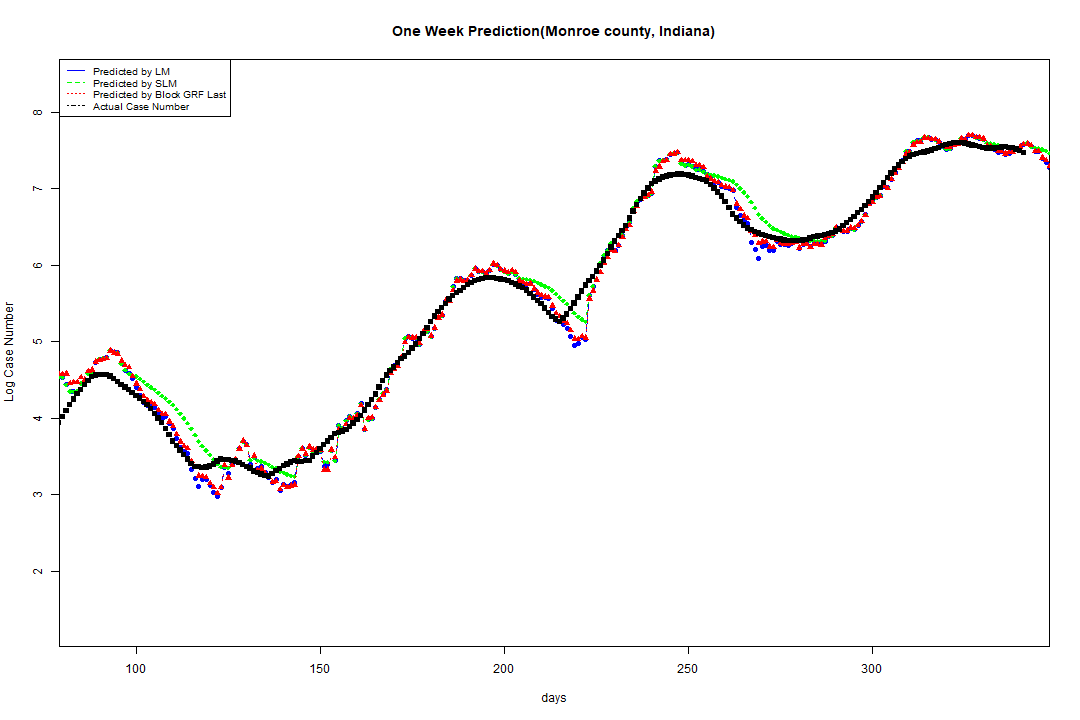 One Week Prediction(Monroe county, Indiana)
Predicted by LM
Predicted by SLM
Predicted by Block GRF Last
Actual Case Number
8
7
6
5
4
3
2
Log Case Number
100 150 200 250 300
days